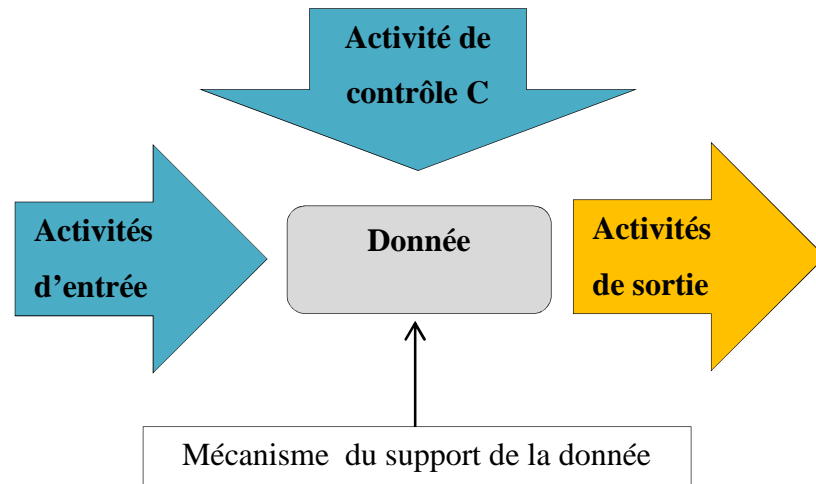 Activité de
contrôle C
Activités
d'entrée
Donnée
Activités
de sortie
Mécanisme du support de la donnée